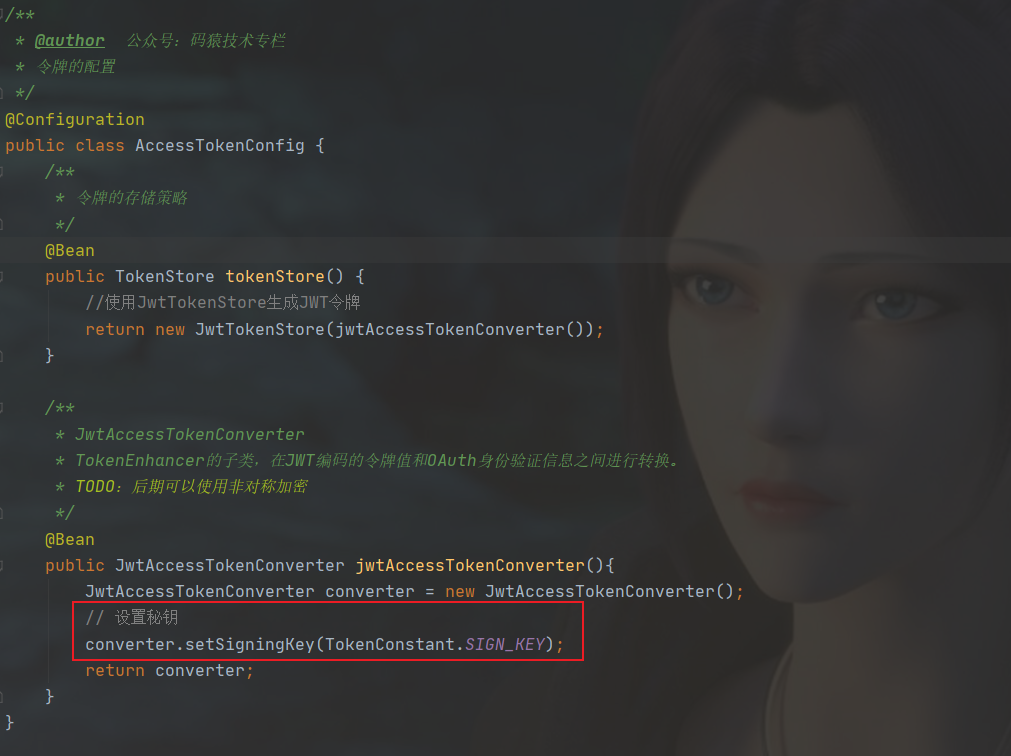 /**
 * @author  公众号：码猿技术专栏
 * 令牌的配置
 */
@Configuration
public class AccessTokenConfig {
    /**
     * 令牌的存储策略
     */
    @Bean
    public TokenStore tokenStore() {
        //使用JwtTokenStore生成JWT令牌
        return new JwtTokenStore(jwtAccessTokenConverter());
    }
    /**
     * JwtAccessTokenConverter
     * TokenEnhancer的子类，在JWT编码的令牌值和OAuth身份验证信息之间进行转换。
     * TODO：后期可以使用非对称加密
     */
    @Bean
    public JwtAccessTokenConverter jwtAccessTokenConverter(){
        JwtAccessTokenConverter converter = new JwtAccessTokenConverter();
        // 设置秘钥
        converter.setSigningKey(TokenConstant.SIGN_KEY);
        return converter;
    }
}